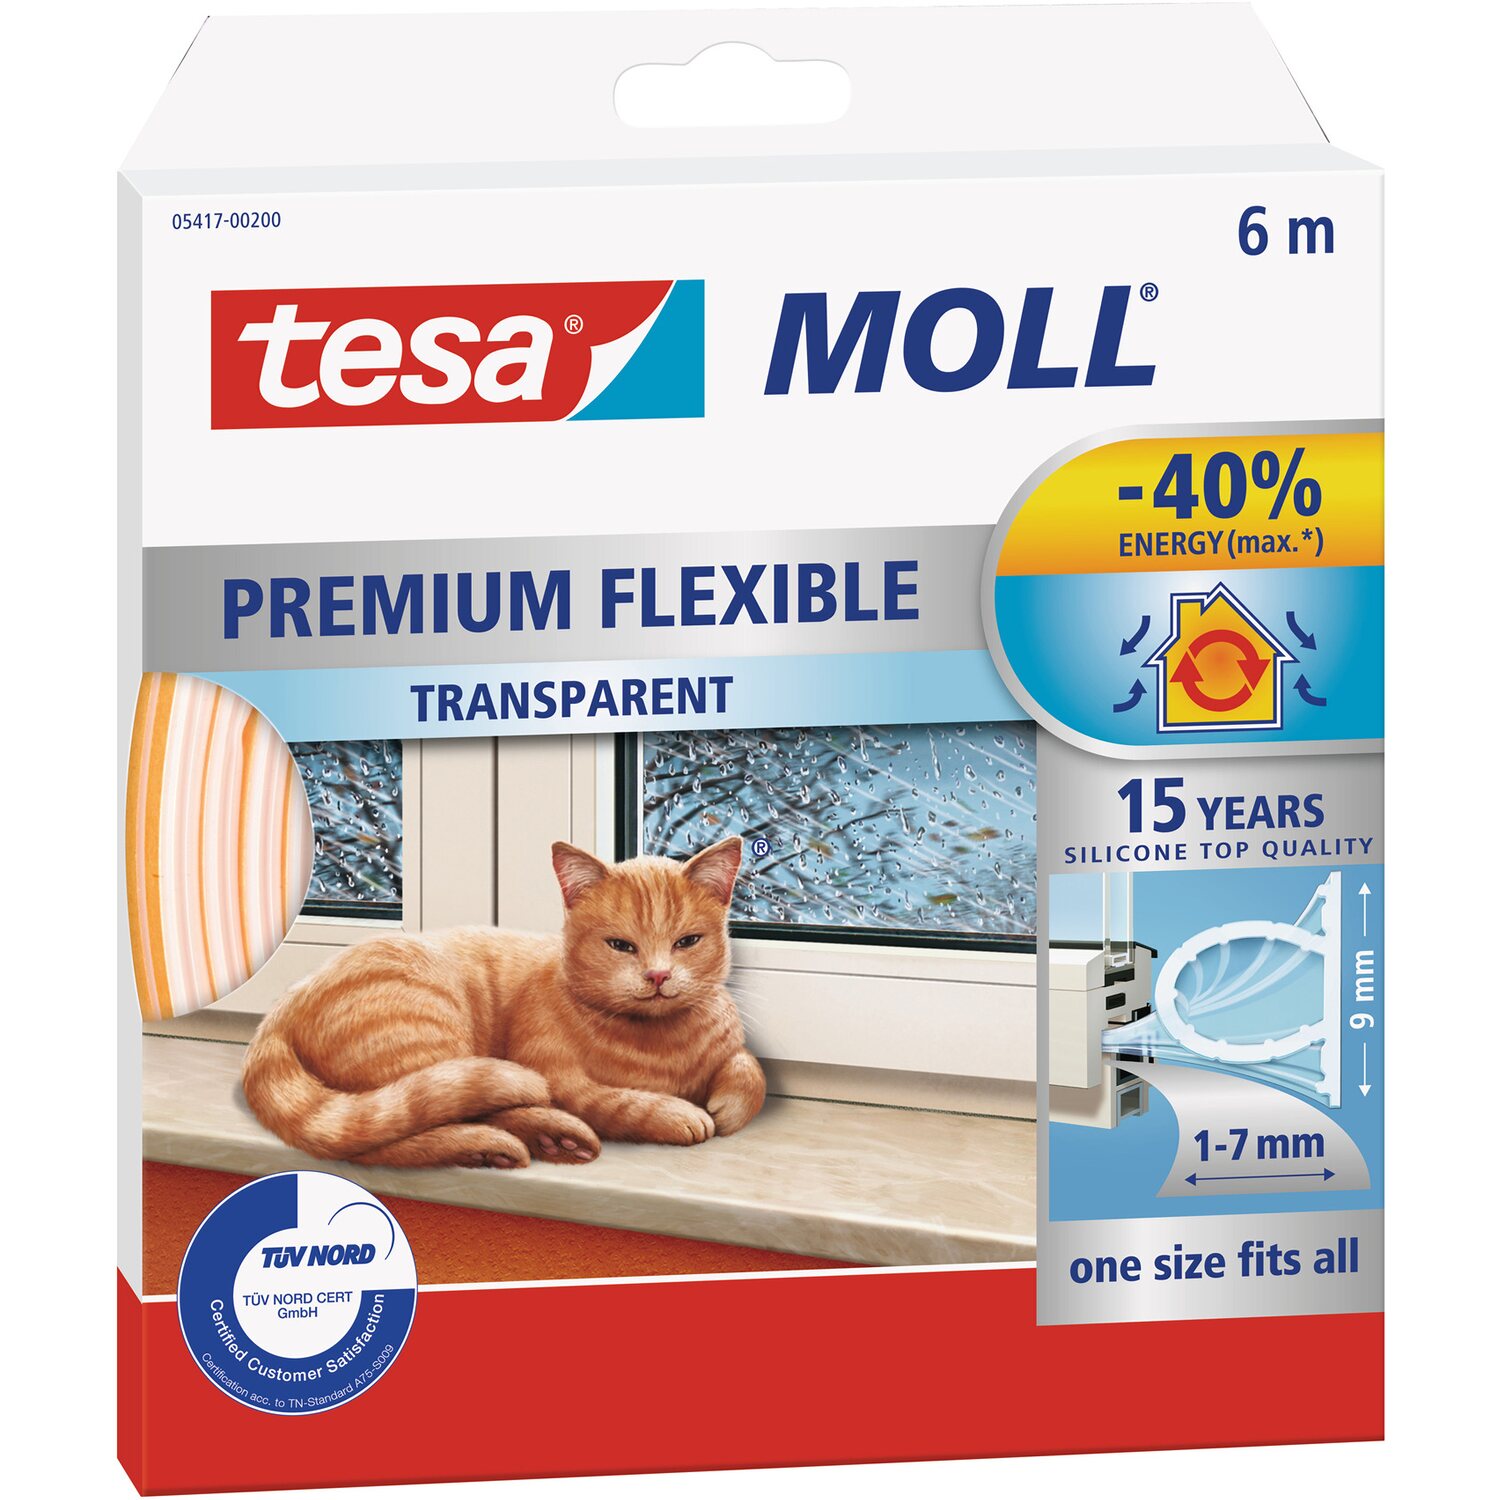 05417-00200
6 m
tesa®
MOLL®
-40%
ENERGY (max.*)
PREMIUM FLEXIBLE
TRANSPARENT
15 YEARS
SILICONE TOP QUALITY
®
9 mm
1-7 mm
one size fits all
TÜV NORD
TÜV NORD CERT
GmbH
Certified Customer Satisfaction
Certification acc. to TN-Standard A75-S009